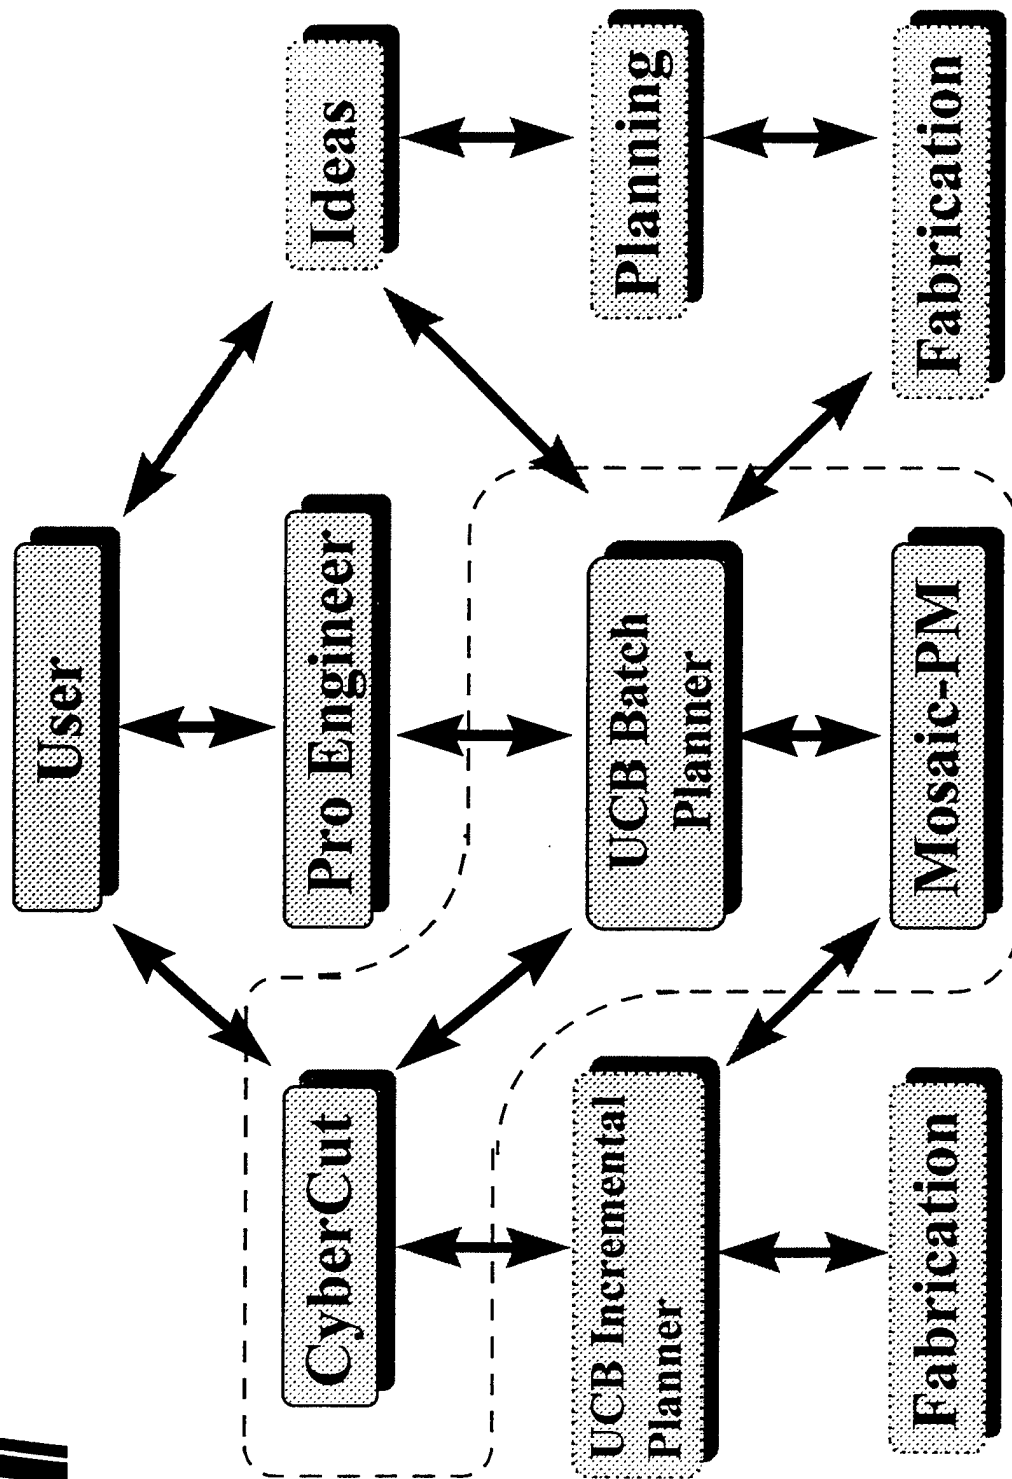 User
CyberCut
Pro Engineer
Ideas
UCB Incremental
Planner
UCB Batch
Planner
Planning
Fabrication
Mosaic-PM
Fabrication